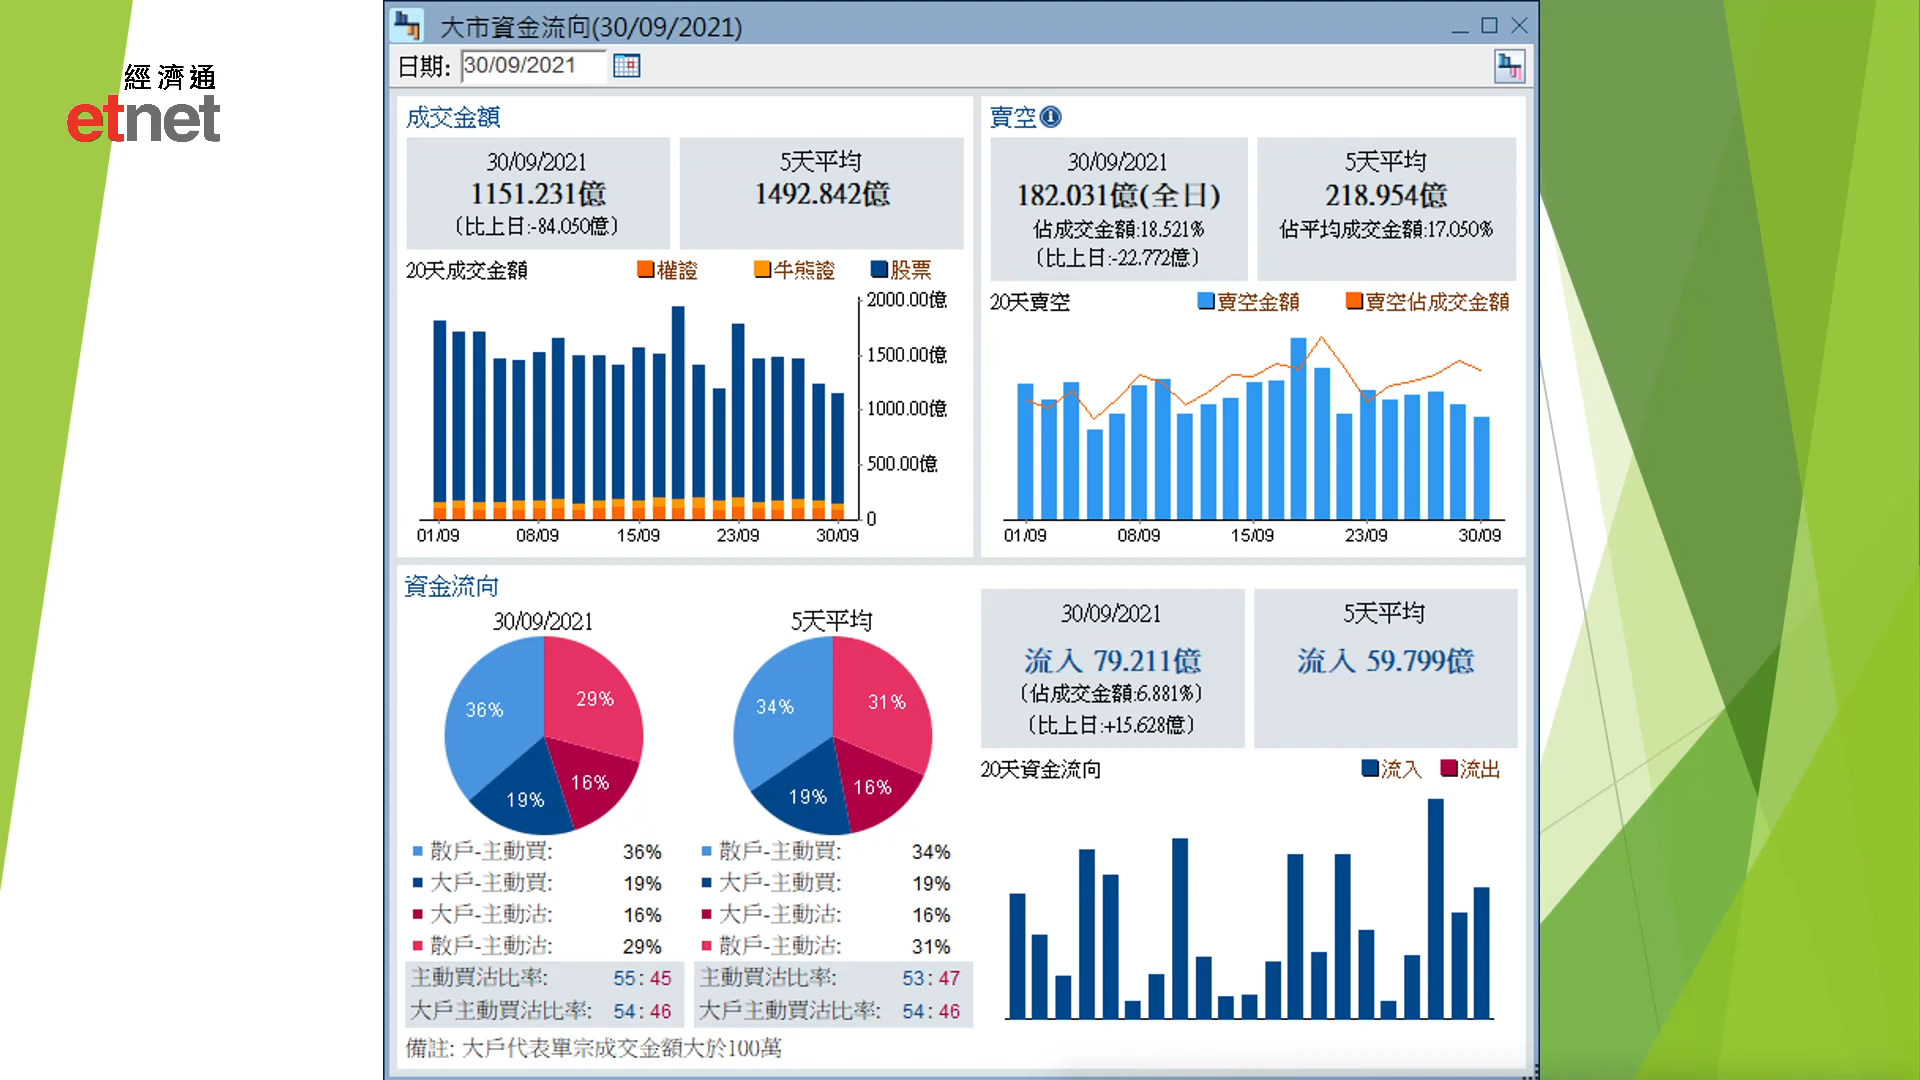 經濟通
etnet
大市資金流向(30/09/2021)
日期: 30/09/2021
成交金額
30/09/2021
1151.231億
(比上日:-84.050億)
5天平均
1492.842億
20天成交金額 權證 牛熊證 股票
2000.00億
1500.00億
1000.00億
500.00億
0
01/09 08/09 15/09 23/09 30/09
賣空
30/09/2021
182.031億(全日)
佔成交金額:18.521%
(比上日:-22.772億)
5天平均
218.954億
佔平均成交金額:17.050%
20天賣空 賣空金額 賣空佔成交金額
01/09 08/09 15/09 23/09 30/09
資金流向
30/09/2021
36%
29%
19%
16%
散戶-主動買: 36%
大戶-主動買: 19%
大戶-主動沽: 16%
散戶-主動沽: 29%
主動買沽比率: 55:45
大戶主動買沽比率: 54:46
5天平均
34%
31%
19%
16%
散戶-主動買: 34%
大戶-主動買: 19%
大戶-主動沽: 16%
散戶-主動沽: 31%
主動買沽比率: 53:47
大戶主動買沽比率: 54:46
備註: 大戶代表單宗成交金額大於100萬
30/09/2021
流入 79.211億
(佔成交金額:6.881%)
(比上日:+15.628億)
5天平均
流入 59.799億
20天資金流向 流入 流出